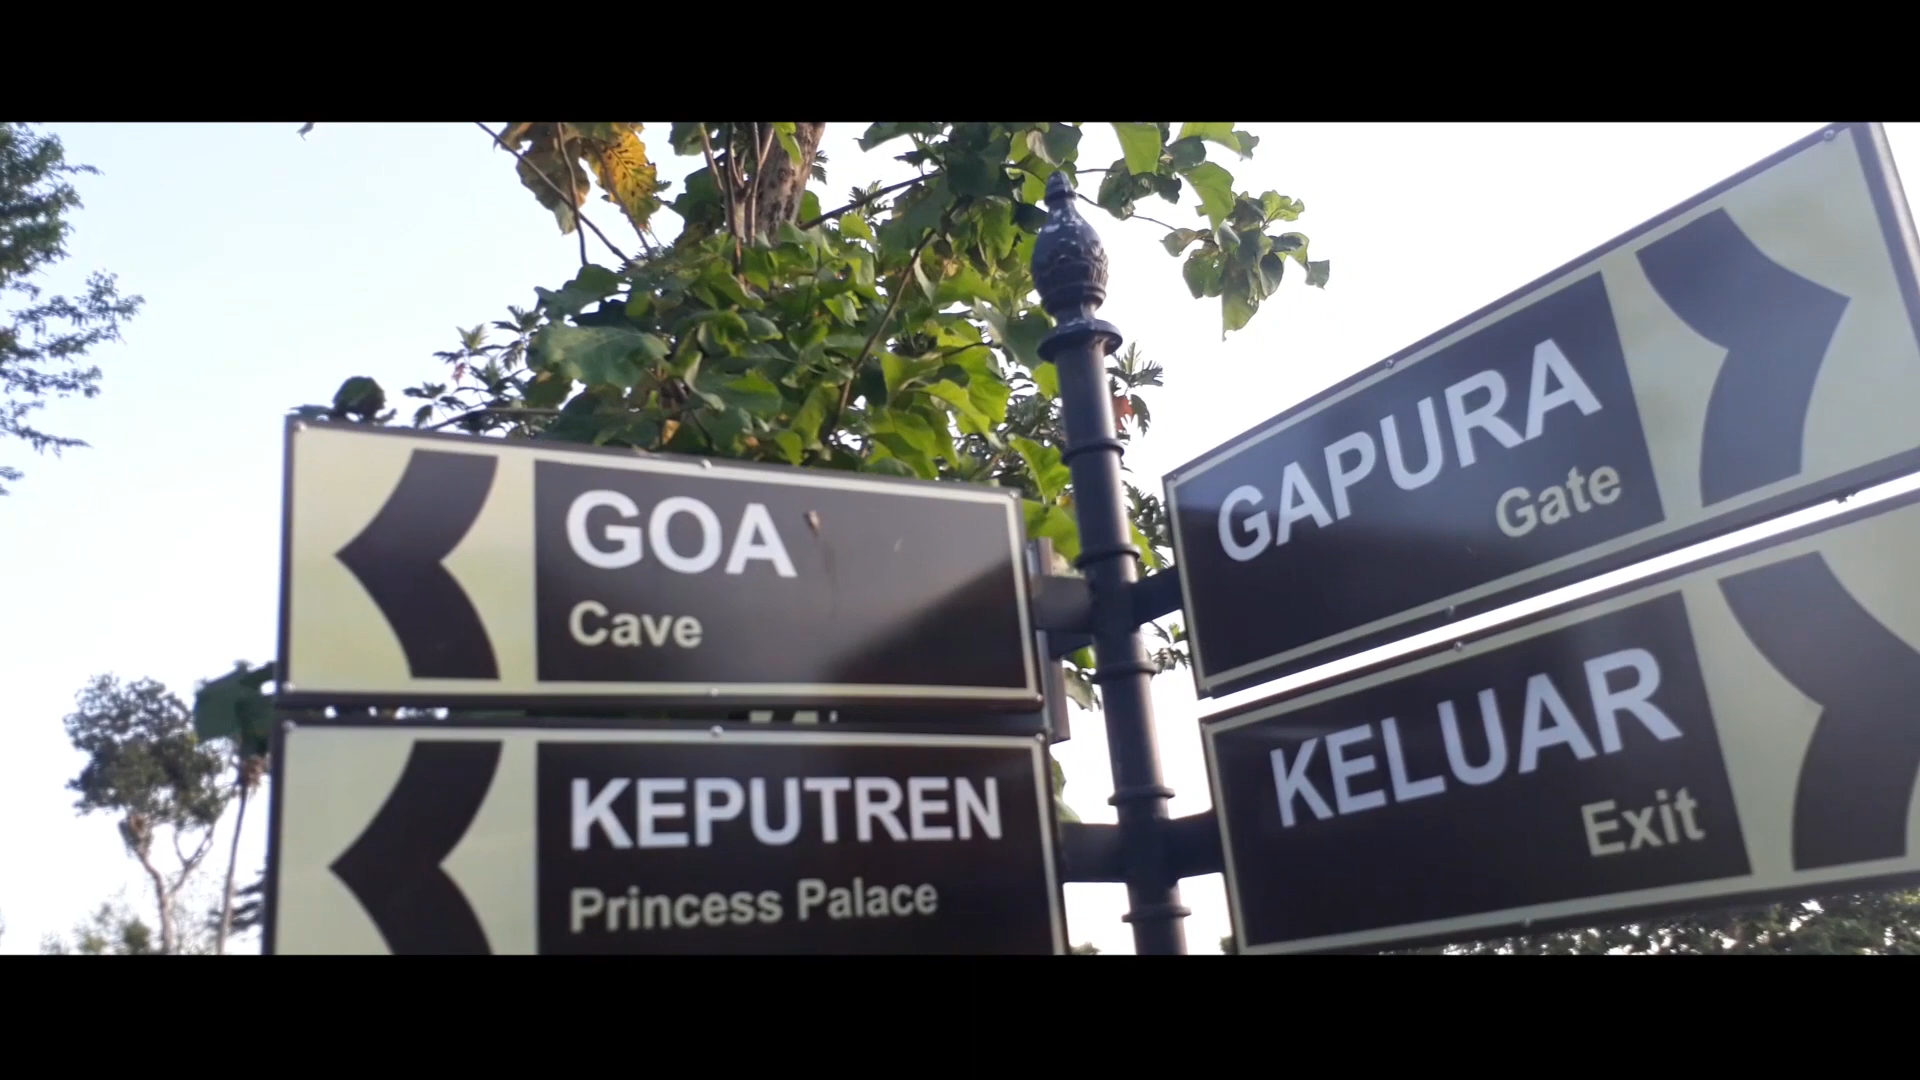 GOA
Cave
KEPUTREN
Princess Palace
GAPURA
Gate
KELUAR
Exit